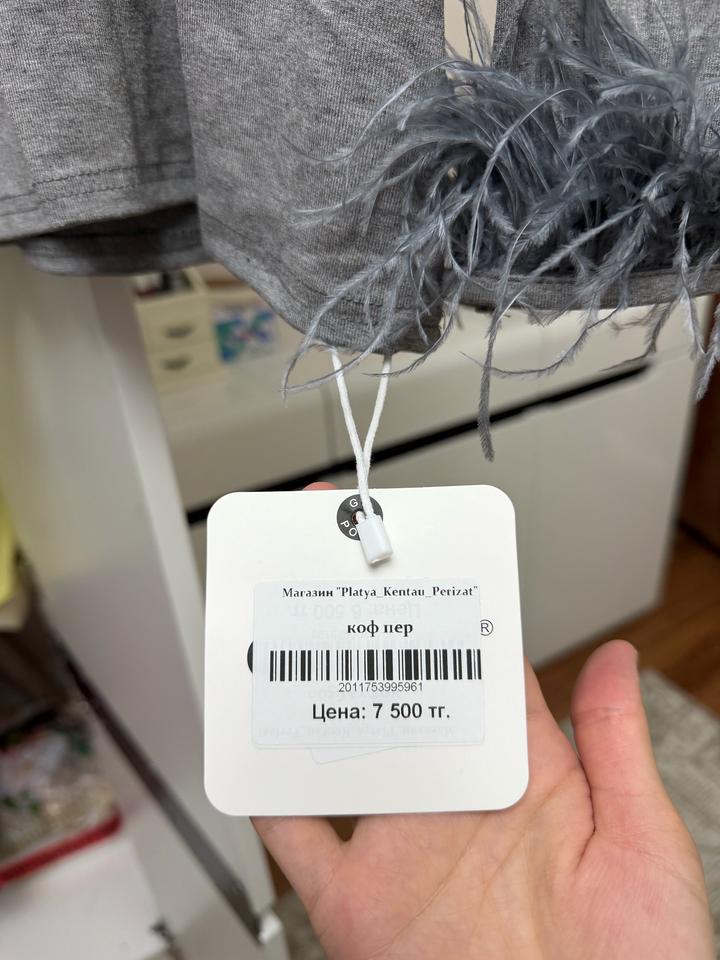 Магазин "Platya_Kentau_Perizat"
коф пер
®
2011753995961
Цена: 7 500 тг.